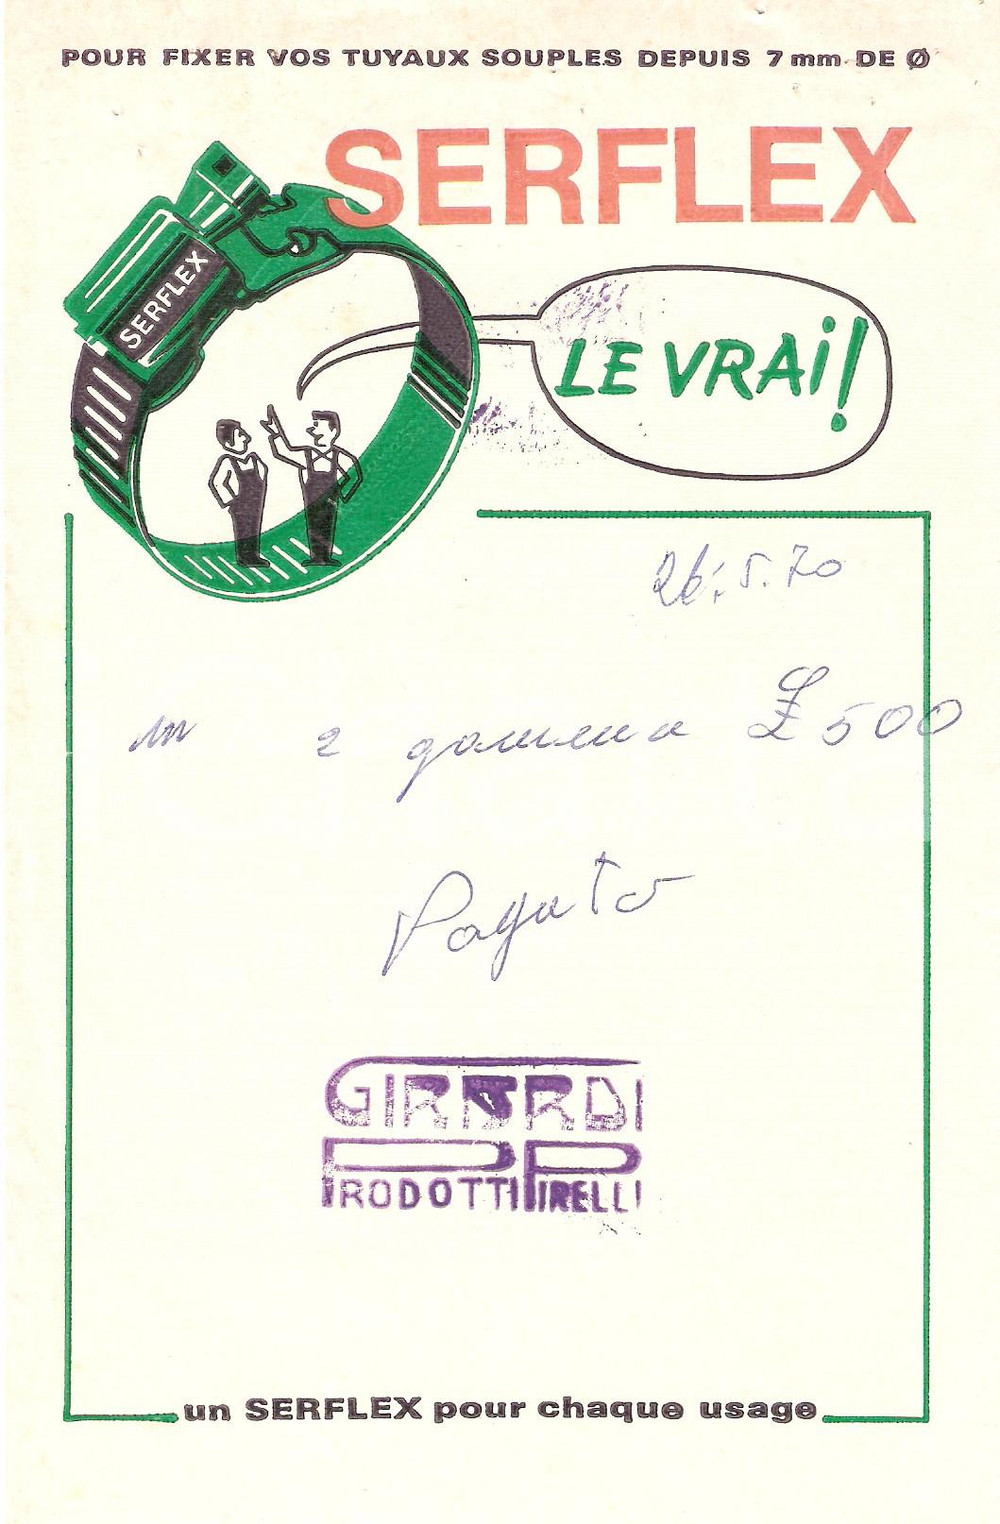 POUR FIXER VOS TUYAUX SOUPLES DEPUIS 7 mm DE Ø
SERFLEX
SERFLEX
LE VRAi!
26.5.70
m 2 gomma £ 500
Pagato
GIRARDI
PRODOTTI PIRELLI
un SERFLEX pour chaque usage